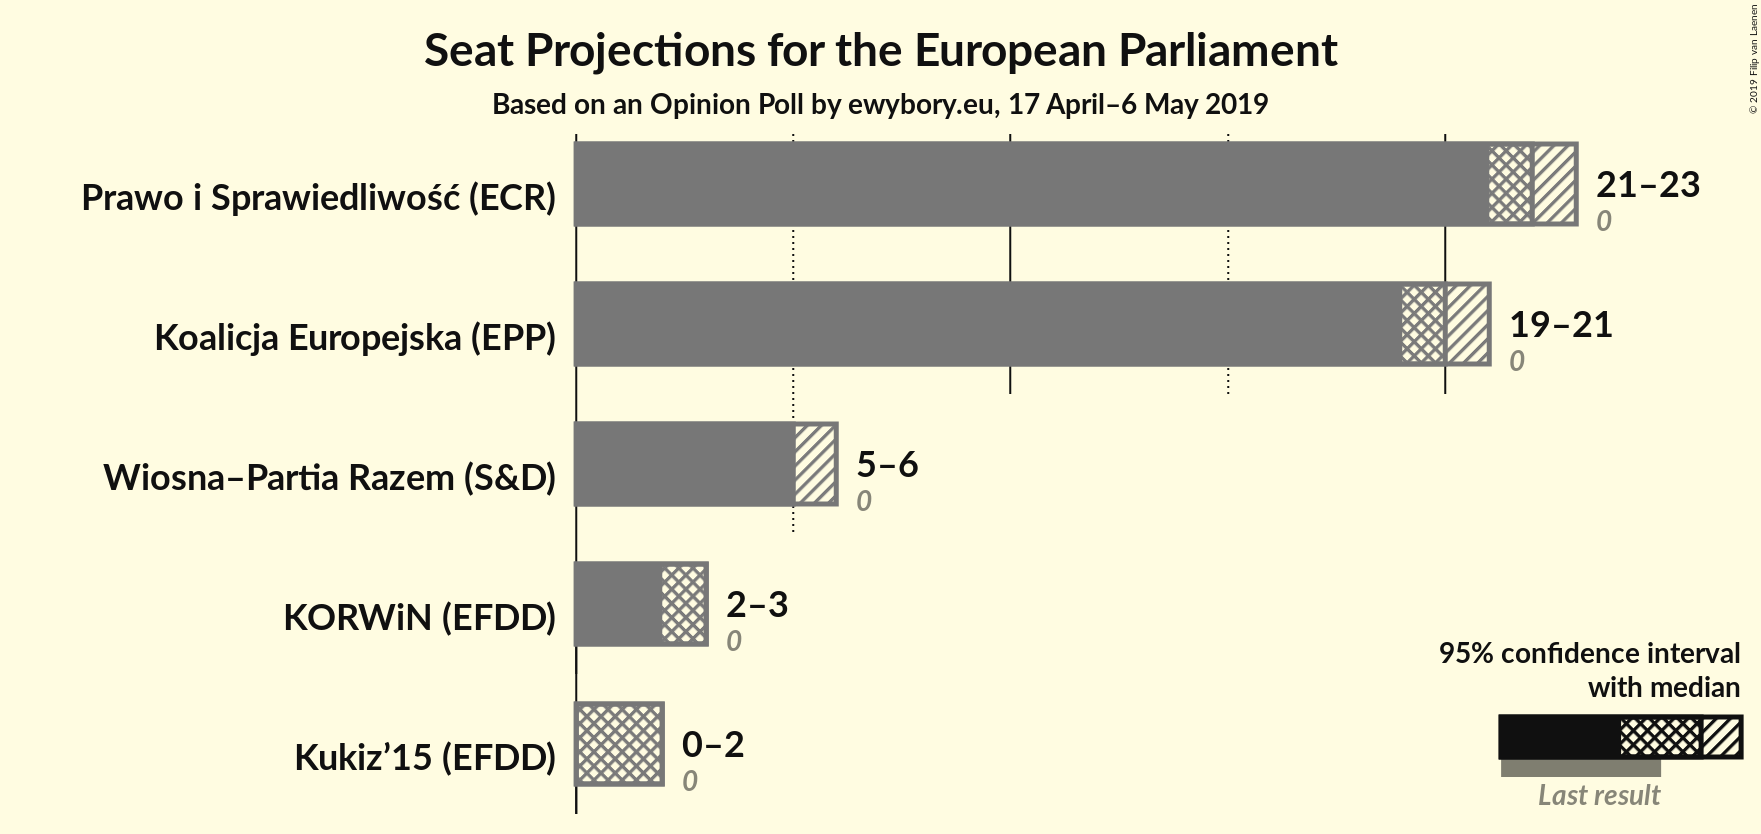 Seat Projections for the European Parliament
Based on an Opinion Poll by ewybory.eu, 17 April–6 May 2019
© 2019 Filip van Laenen
Prawo i Sprawiedliwość (ECR)
21–23
0
Koalicja Europejska (EPP)
19–21
0
Wiosna–Partia Razem (S&D)
5–6
0
KORWiN (EFDD)
2–3
0
Kukiz’15 (EFDD)
0–2
0
95% confidence interval
with median
Last result